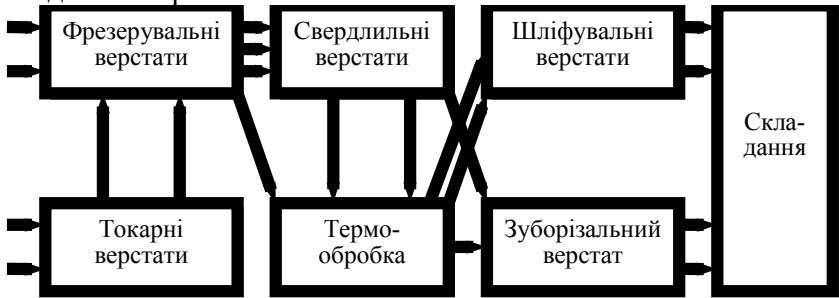 Фрезерувальні
верстати
Свердлильні
верстати
Шліфувальні
верстати
Скла-
дання
Токарні
верстати
Термо-
обробка
Зуборізальний
верстат